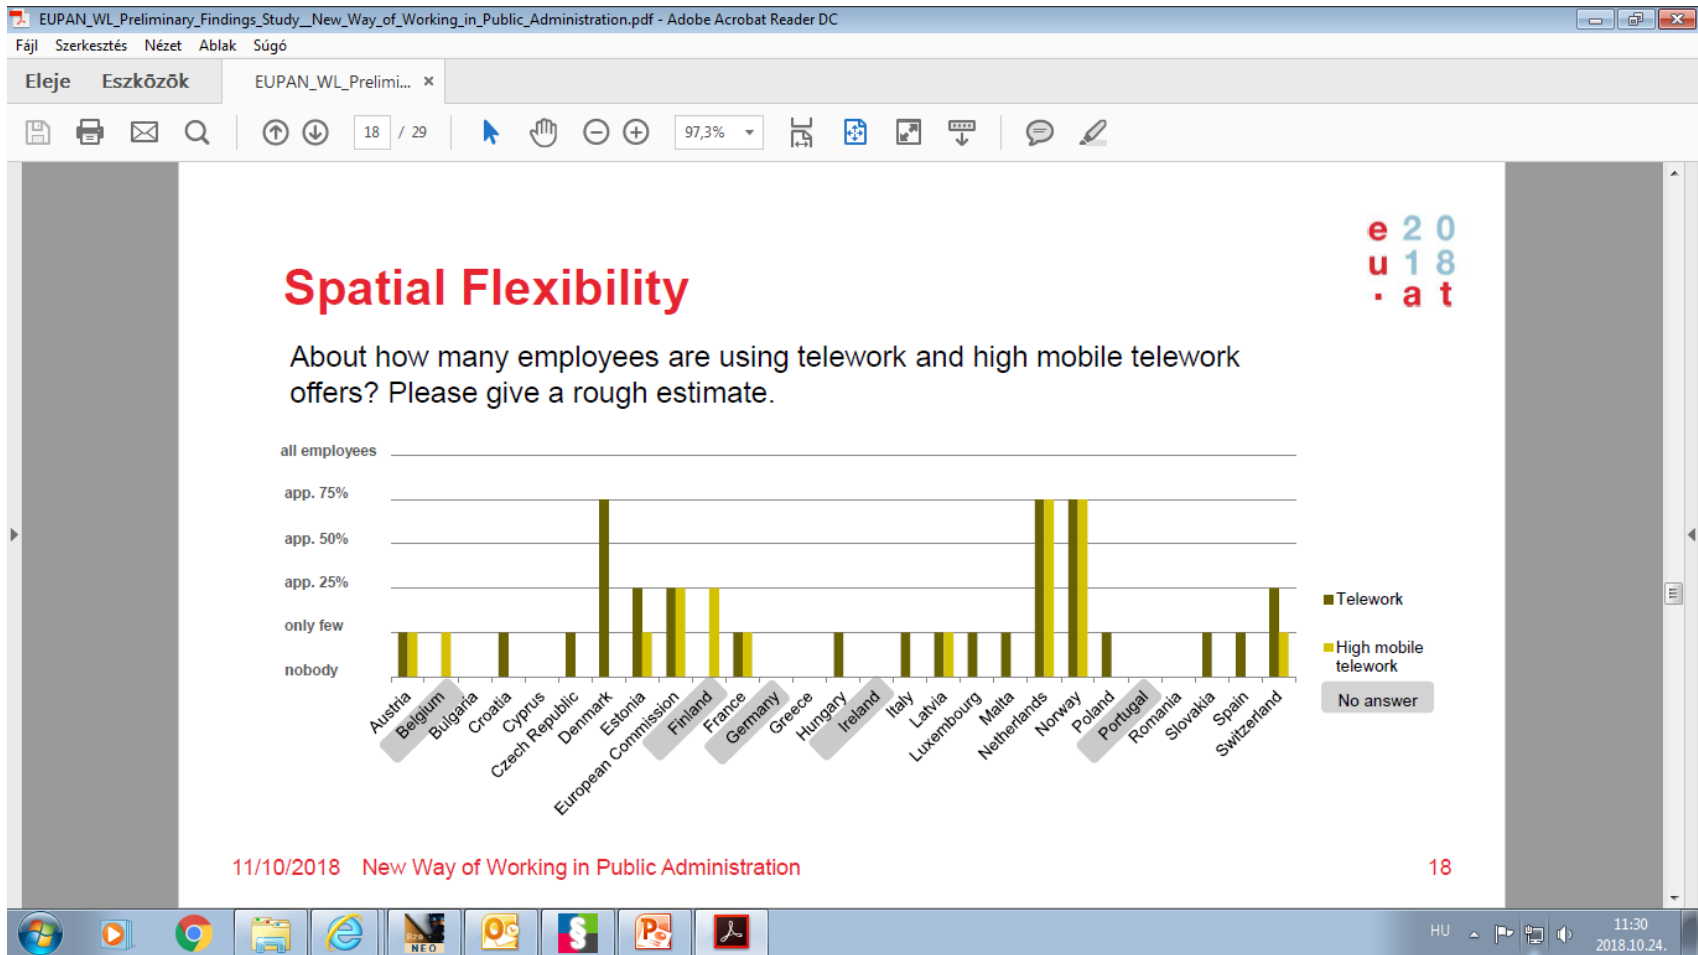 EUPAN_WL_Preliminary_Findings_Study__New_Way_of_Working_in_Public_Administration.pdf - Adobe Acrobat Reader DC
Fájl Szerkesztés Nézet Ablak Súgó
Eleje Eszközök EUPAN_WL_Prelimi... ×
18 / 29 97,3%
e 2 0
u 1 8
. a t
Spatial Flexibility
About how many employees are using telework and high mobile telework
offers? Please give a rough estimate.
all employees
app. 75%
app. 50%
app. 25%
only few
nobody
Telework
High mobile
telework
No answer
Austria
Belgium
Bulgaria
Croatia
Cyprus
Czech Republic
Denmark
Estonia
European Commission
Finland
France
Germany
Greece
Hungary
Ireland
Italy
Latvia
Luxembourg
Malta
Netherlands
Norway
Poland
Portugal
Romania
Slovakia
Spain
Switzerland
11/10/2018 New Way of Working in Public Administration 18
NEO
HU 11:30
2018.10.24.